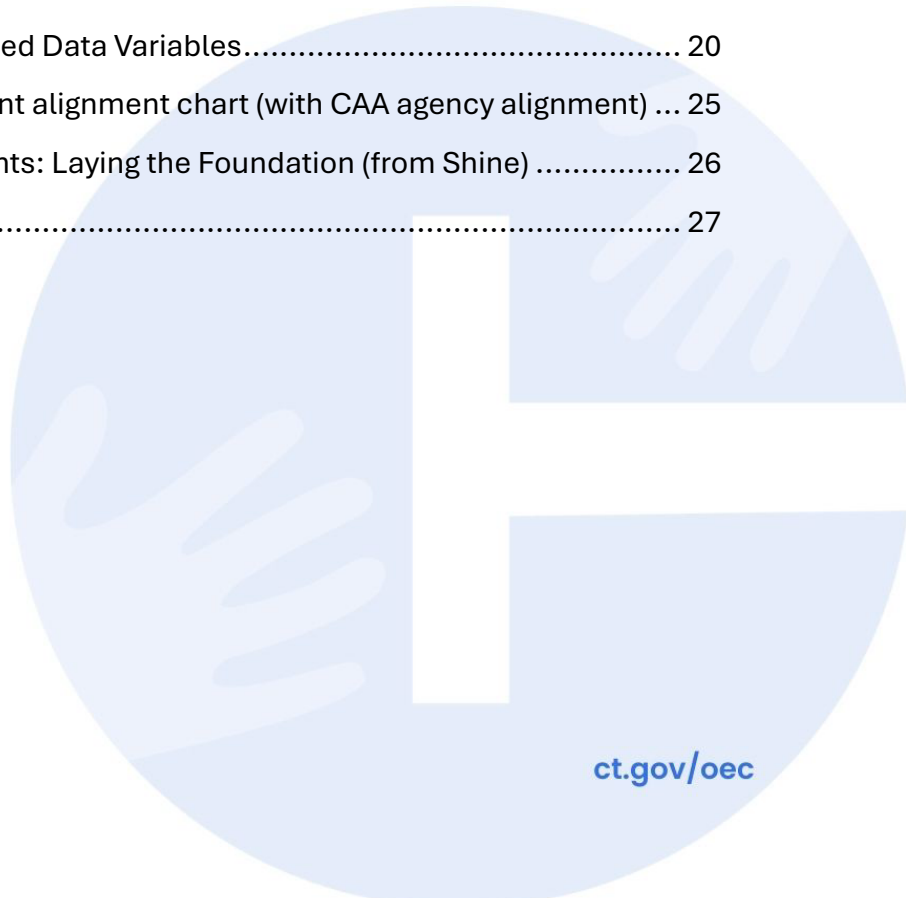 ed Data Variables.................................................... 20
nt alignment chart (with CAA agency alignment) ... 25
nts: Laying the Foundation (from Shine) ................ 26
.................................................................................. 27
ct.gov/oec